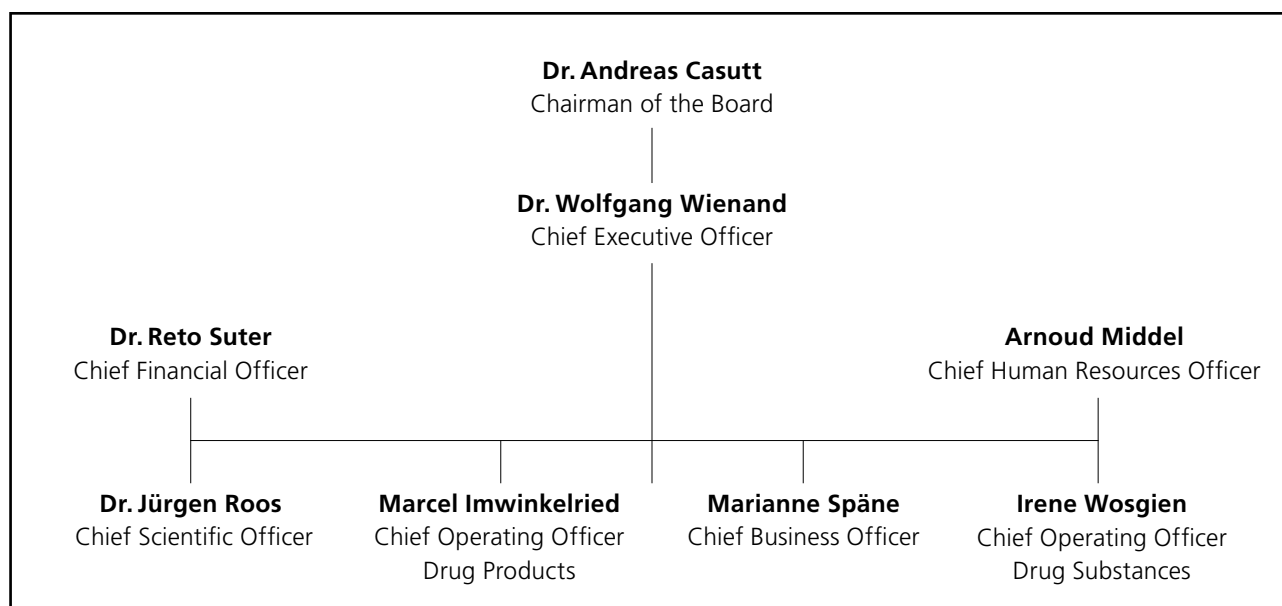 Dr. Andreas Casutt
Chairman of the Board
Dr. Wolfgang Wienand
Chief Executive Officer
Dr. Reto Suter
Chief Financial Officer
Arnoud Middel
Chief Human Resources Officer
Dr. Jürgen Roos
Chief Scientific Officer
Marcel Imwinkelried
Chief Operating Officer
Drug Products
Marianne Späne
Chief Business Officer
Irene Wosgien
Chief Operating Officer
Drug Substances